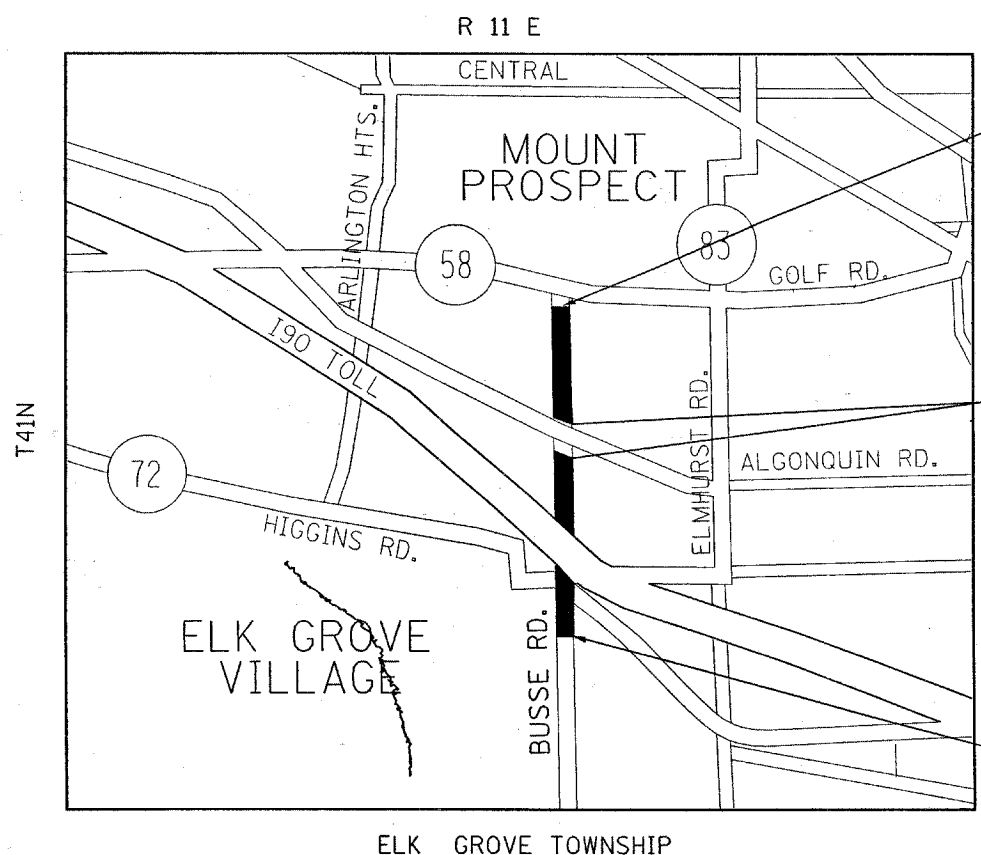 R 11 E
CENTRAL
ARLINGTON HTS.
MOUNT
PROSPECT
83
58
GOLF RD.
I90 TOLL
T41N
ELMHURST RD.
ALGONQUIN RD.
72
HIGGINS RD.
ELK GROVE
VILLAGE
BUSSE RD.
ELK GROVE TOWNSHIP